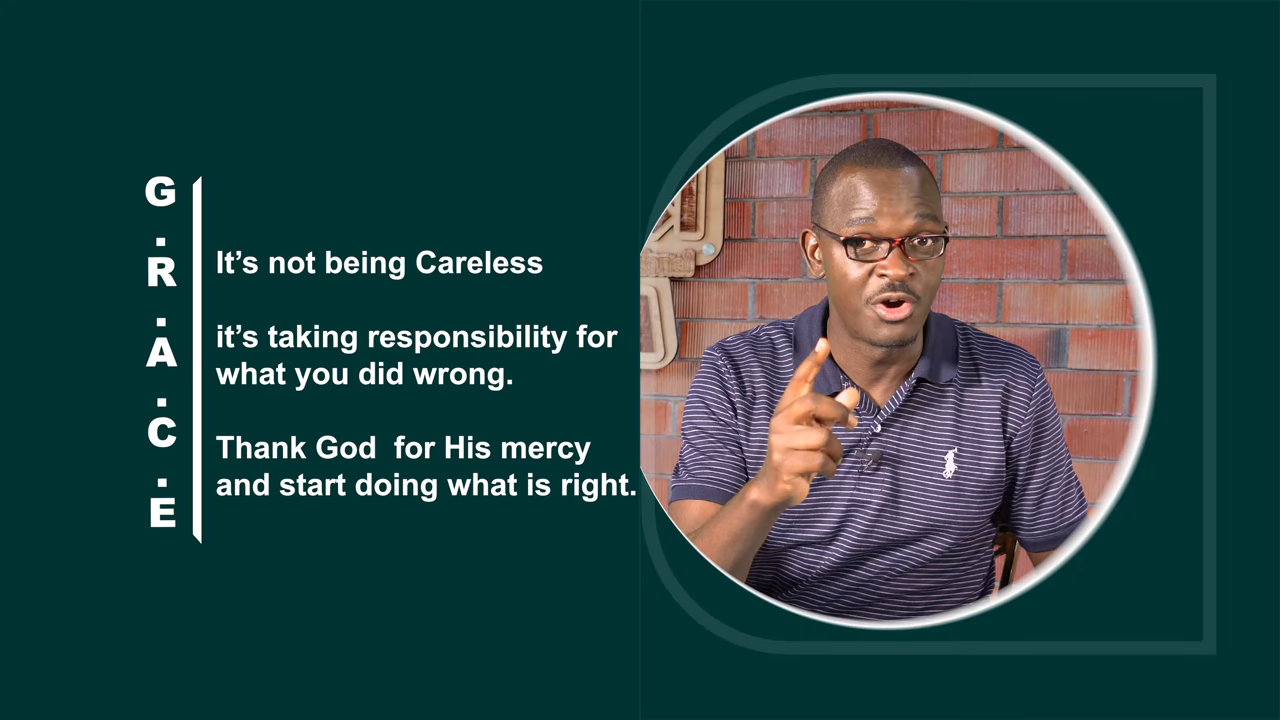 G.R.A.C.E
It's not being Careless
it's taking responsibility for
what you did wrong.
Thank God  for His mercy
and start doing what is right.